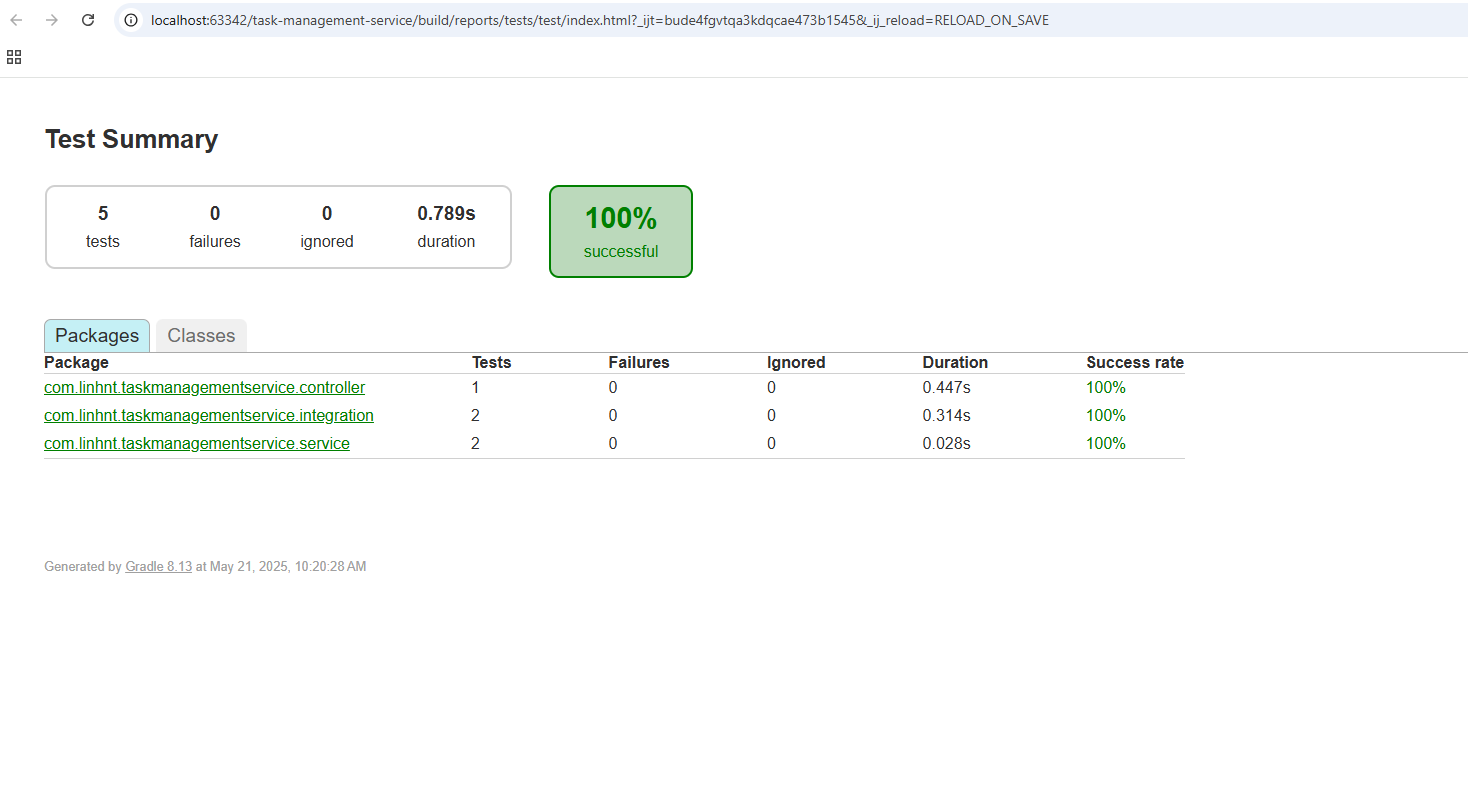 localhost:63342/task-management-service/build/reports/tests/test/index.html?_ijt=bude4fgvtqa3kdqcae473b1545&_ij_reload=RELOAD_ON_SAVE
Test Summary
5 0 0 0.789s
tests failures ignored duration
100%
successful
Packages Classes
Package Tests Failures Ignored Duration Success rate
com.linhnt.taskmanagementservice.controller 1 0 0 0.447s 100%
com.linhnt.taskmanagementservice.integration 2 0 0 0.314s 100%
com.linhnt.taskmanagementservice.service 2 0 0 0.028s 100%
Generated by Gradle 8.13 at May 21, 2025, 10:20:28 AM